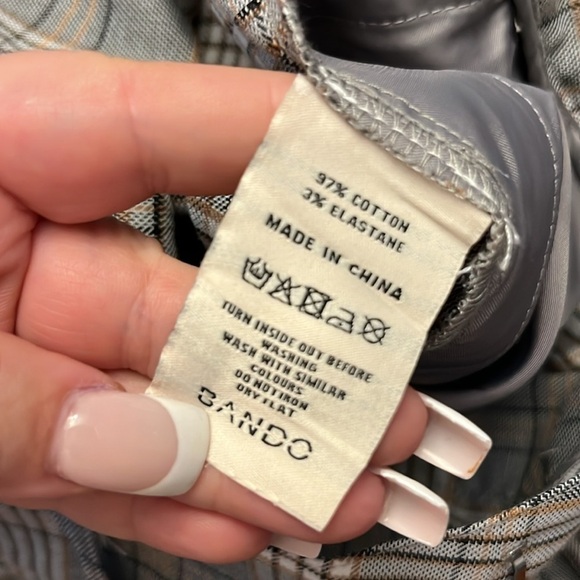 97% COTTON
3% ELASTANE
MADE IN CHINA
TURN INSIDE OUT BEFORE
WASHING
WASH WITH SIMILAR
COLOURS
DO NOT IRON
DRY FLAT
BANDO